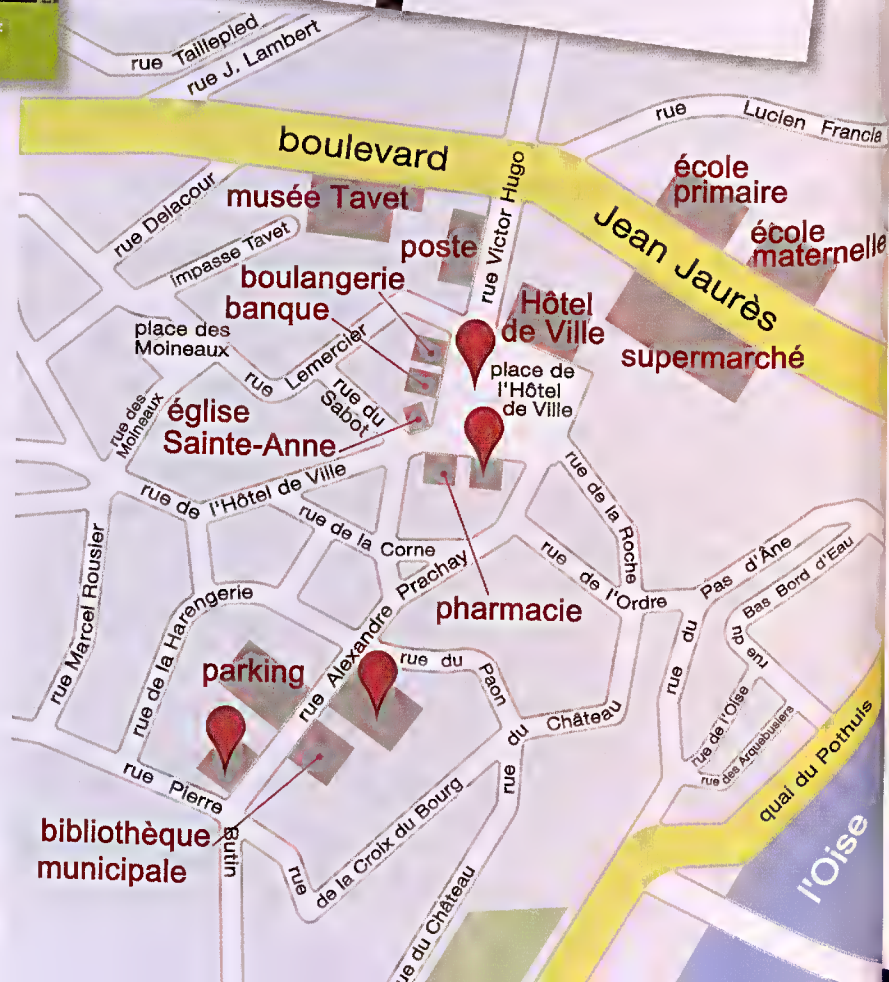 rue Taillepied
rue J. Lambert
boulevard
Jean Jaurès
rue Lucien Francia
rue Victor Hugo
école
primaire
école
maternelle
rue Delacour
musée Tavet
impasse Tavet
poste
boulangerie
banque
Hôtel
de Ville
supermarché
place des
Moineaux
rue Lemercier
place de
l'Hôtel
de Ville
rue du
Sabot
rue des
Moineaux
église
Sainte-Anne
rue de l'Hôtel de Ville
rue de la Roche
rue de la Corne
rue Marcel Rousier
rue de la Harengerie
rue Alexandre Prachay
pharmacie
rue de l'Ordre
rue du Pas d'Âne
rue du Bas Bord d'Eau
parking
rue du Paon
rue du Château
rue de l'Oise
rue des Arquebusiers
quai du Pothuis
rue Pierre Butin
bibliothèque
municipale
rue de la Croix du Bourg
l'Oise
ue du Château